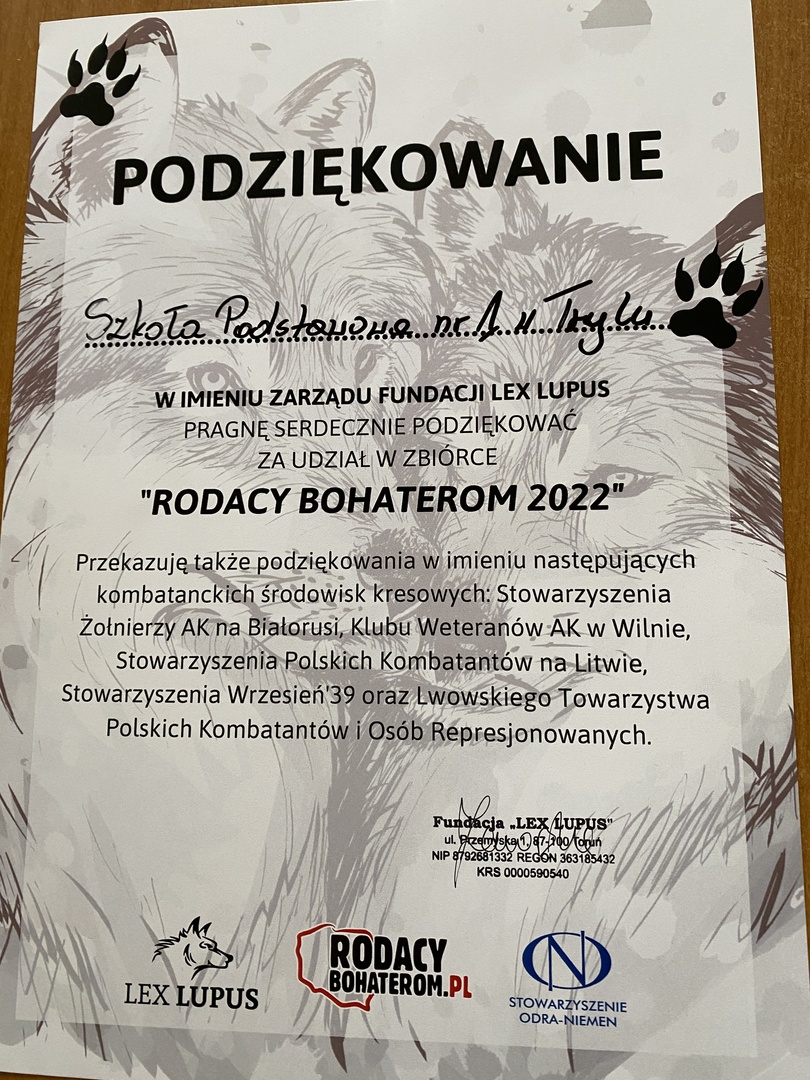 PODZIĘKOWANIE
Szkoła Podstawowa nr 1 w
W IMIENIU ZARZĄDU FUNDACJI LEX LUPUS
PRAGNĘ SERDECZNIE PODZIĘKOWAĆ
ZA UDZIAŁ W ZBIÓRCE
"RODACY BOHATEROM 2022"
Przekazuję także podziękowania w imieniu następujących
kombatanckich środowisk kresowych: Stowarzyszenia
Żołnierzy AK na Białorusi, Klubu Weteranów AK w Wilnie,
Stowarzyszenia Polskich Kombatantów na Litwie,
Stowarzyszenia Wrzesień'39 oraz Lwowskiego Towarzystwa
Polskich Kombatantów i Osób Represjonowanych.
Fundacja „LEX LUPUS"
ul. Przemyska 1, 87-100 Toruń
NIP 8792681332 REGON 363185432
KRS 0000590540
LEX LUPUS
RODACY
BOHATEROM.PL
STOWARZYSZENIE
ODRA-NIEMEN